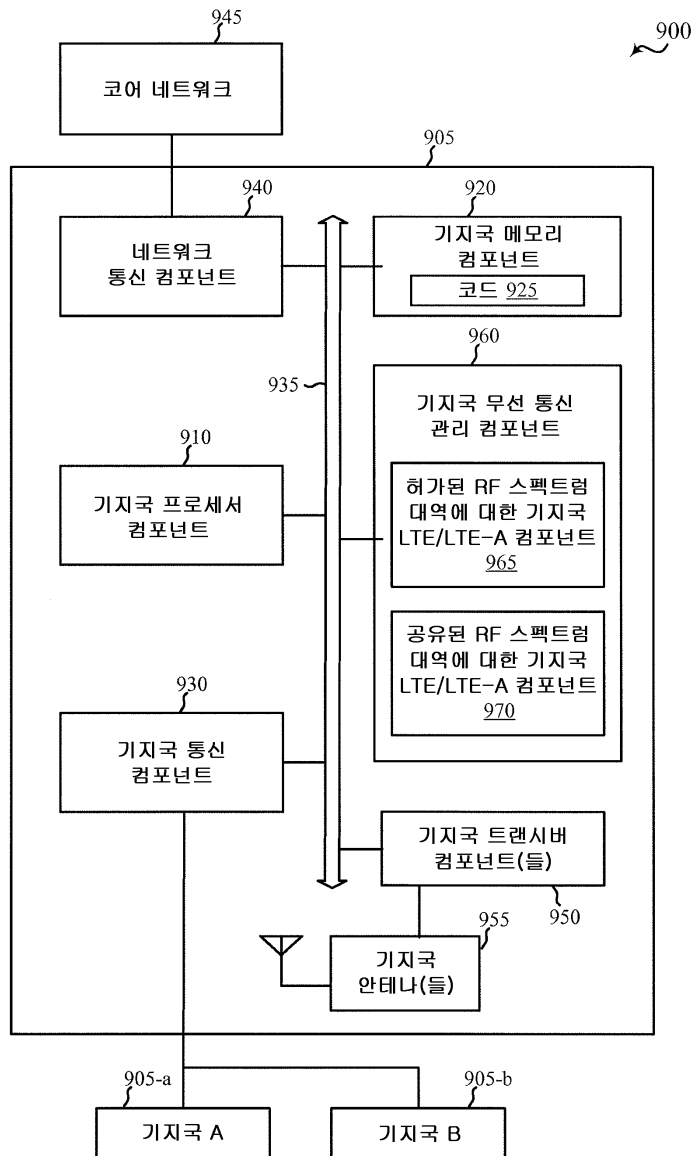 945
900
코어 네트워크
905
940
920
네트워크
통신 컴포넌트
기지국 메모리
컴포넌트
코드 925
960
935
기지국 무선 통신
관리 컴포넌트
910
기지국 프로세서
컴포넌트
허가된 RF 스펙트럼
대역에 대한 기지국
LTE/LTE-A 컴포넌트
965
공유된 RF 스펙트럼
대역에 대한 기지국
LTE/LTE-A 컴포넌트
970
930
기지국 통신
컴포넌트
기지국 트랜시버
컴포넌트(들)
950
955
기지국
안테나(들)
905-a
905-b
기지국 A
기지국 B